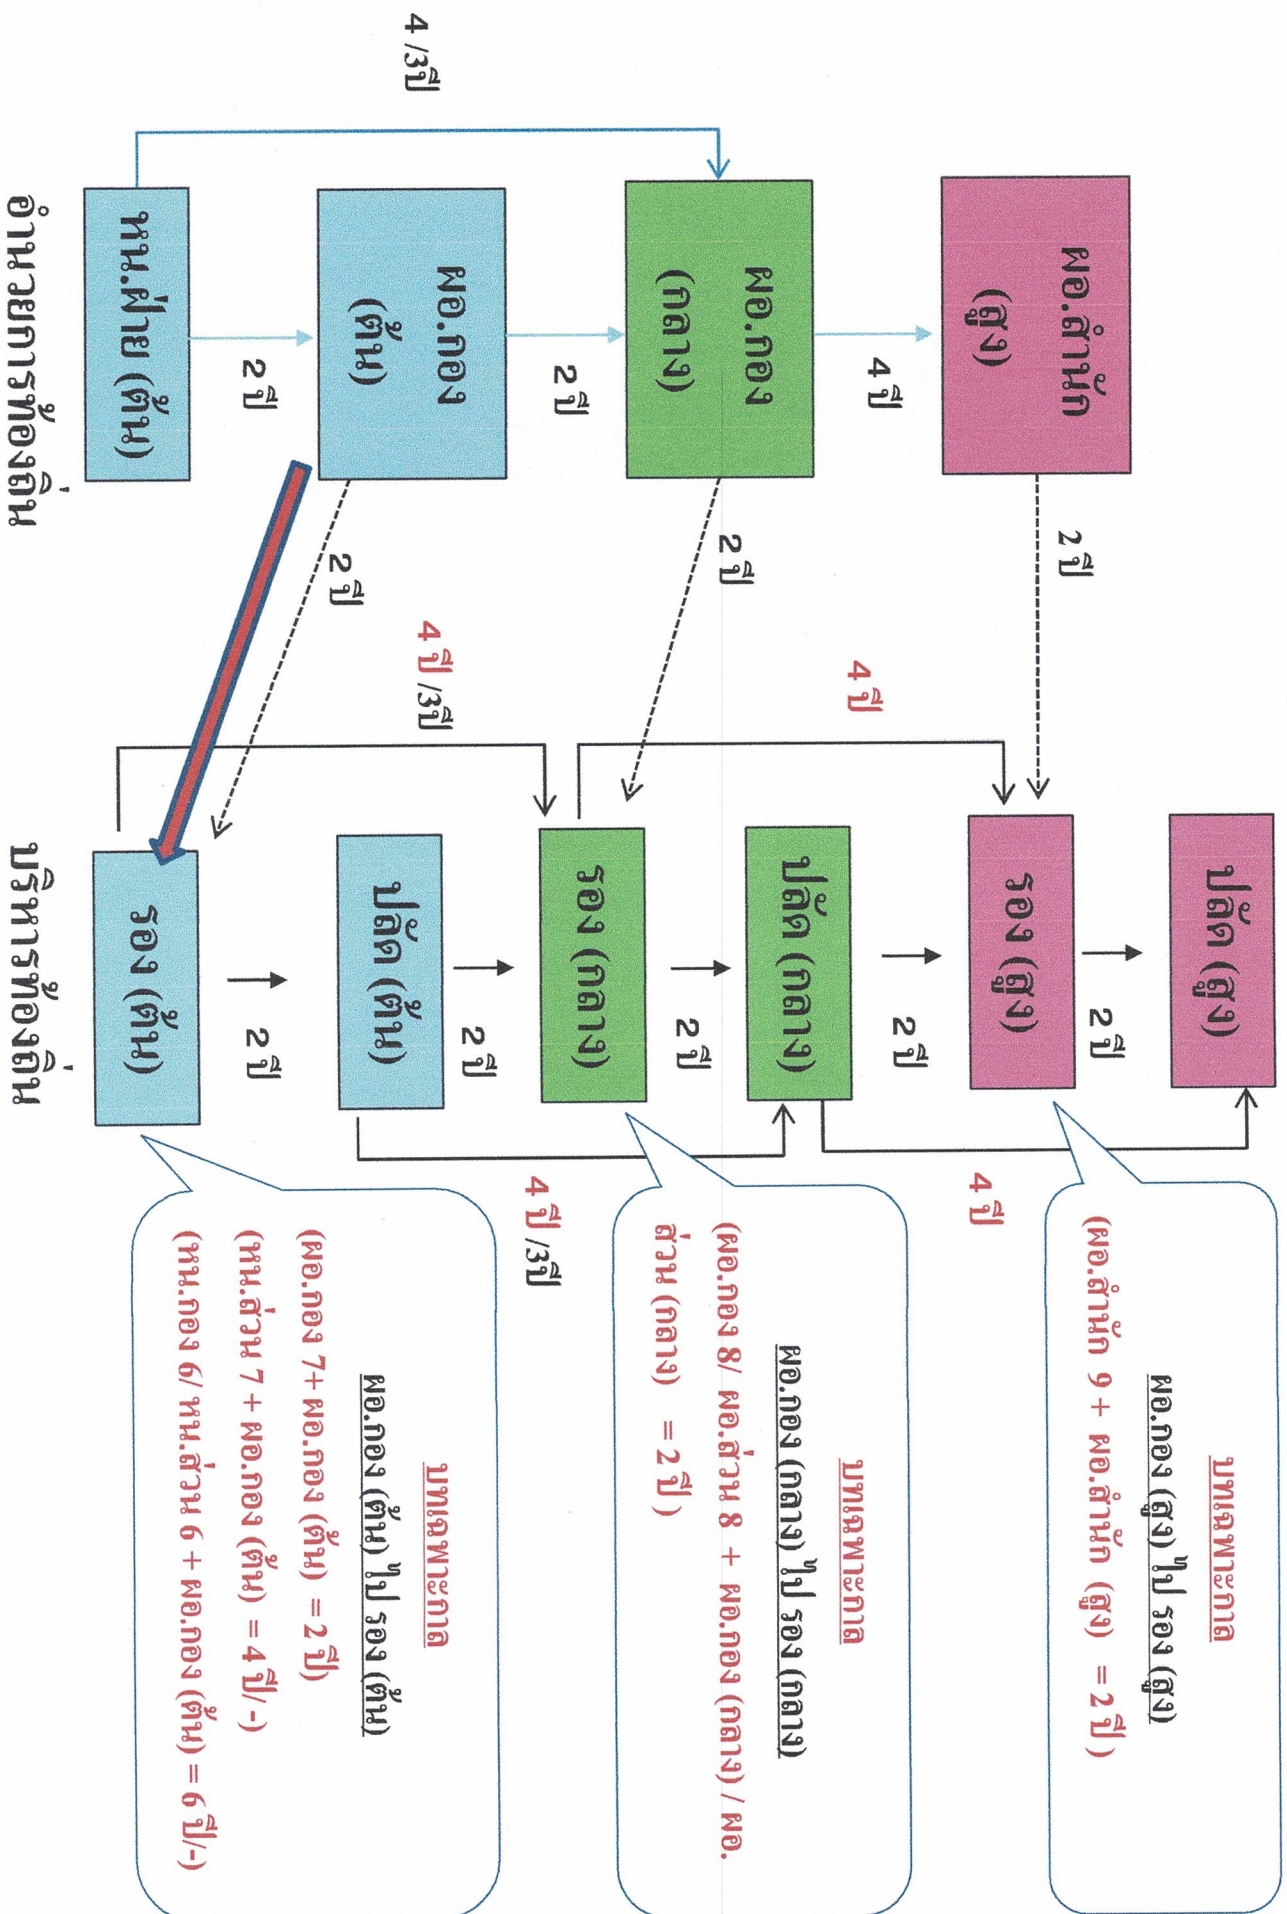 ผอ.สำนัก
(สูง)
4 ปี
ผอ.กอง
(กลาง)
2 ปี
ผอ.กอง
(ต้น)
2 ปี
หน.ฝ่าย (ต้น)
4 /3ปี
อำนวยการท้องถิ่น
2 ปี
2 ปี
2 ปี
4 ปี
4 ปี /3ปี
ปลัด (สูง)
2 ปี
รอง (สูง)
2 ปี
ปลัด (กลาง)
2 ปี
รอง (กลาง)
2 ปี
ปลัด (ต้น)
2 ปี
รอง (ต้น)
บริหารท้องถิ่น
4 ปี
4 ปี /3ปี
บทเฉพาะกาล
ผอ.กอง (สูง) ไป รอง (สูง)
(ผอ.สำนัก 9 + ผอ.สำนัก (สูง) = 2 ปี )
บทเฉพาะกาล
ผอ.กอง (กลาง) ไป รอง (กลาง)
(ผอ.กอง 8/ ผอ.ส่วน 8 + ผอ.กอง (กลาง) / ผอ.
ส่วน (กลาง) = 2 ปี )
บทเฉพาะกาล
ผอ.กอง (ต้น) ไป รอง (ต้น)
(ผอ.กอง 7+ ผอ.กอง (ต้น) = 2 ปี)
(หน.ส่วน 7 + ผอ.กอง (ต้น) = 4 ปี/-)
(หน.กอง 6/ หน.ส่วน 6 + ผอ.กอง (ต้น) = 6 ปี/-)